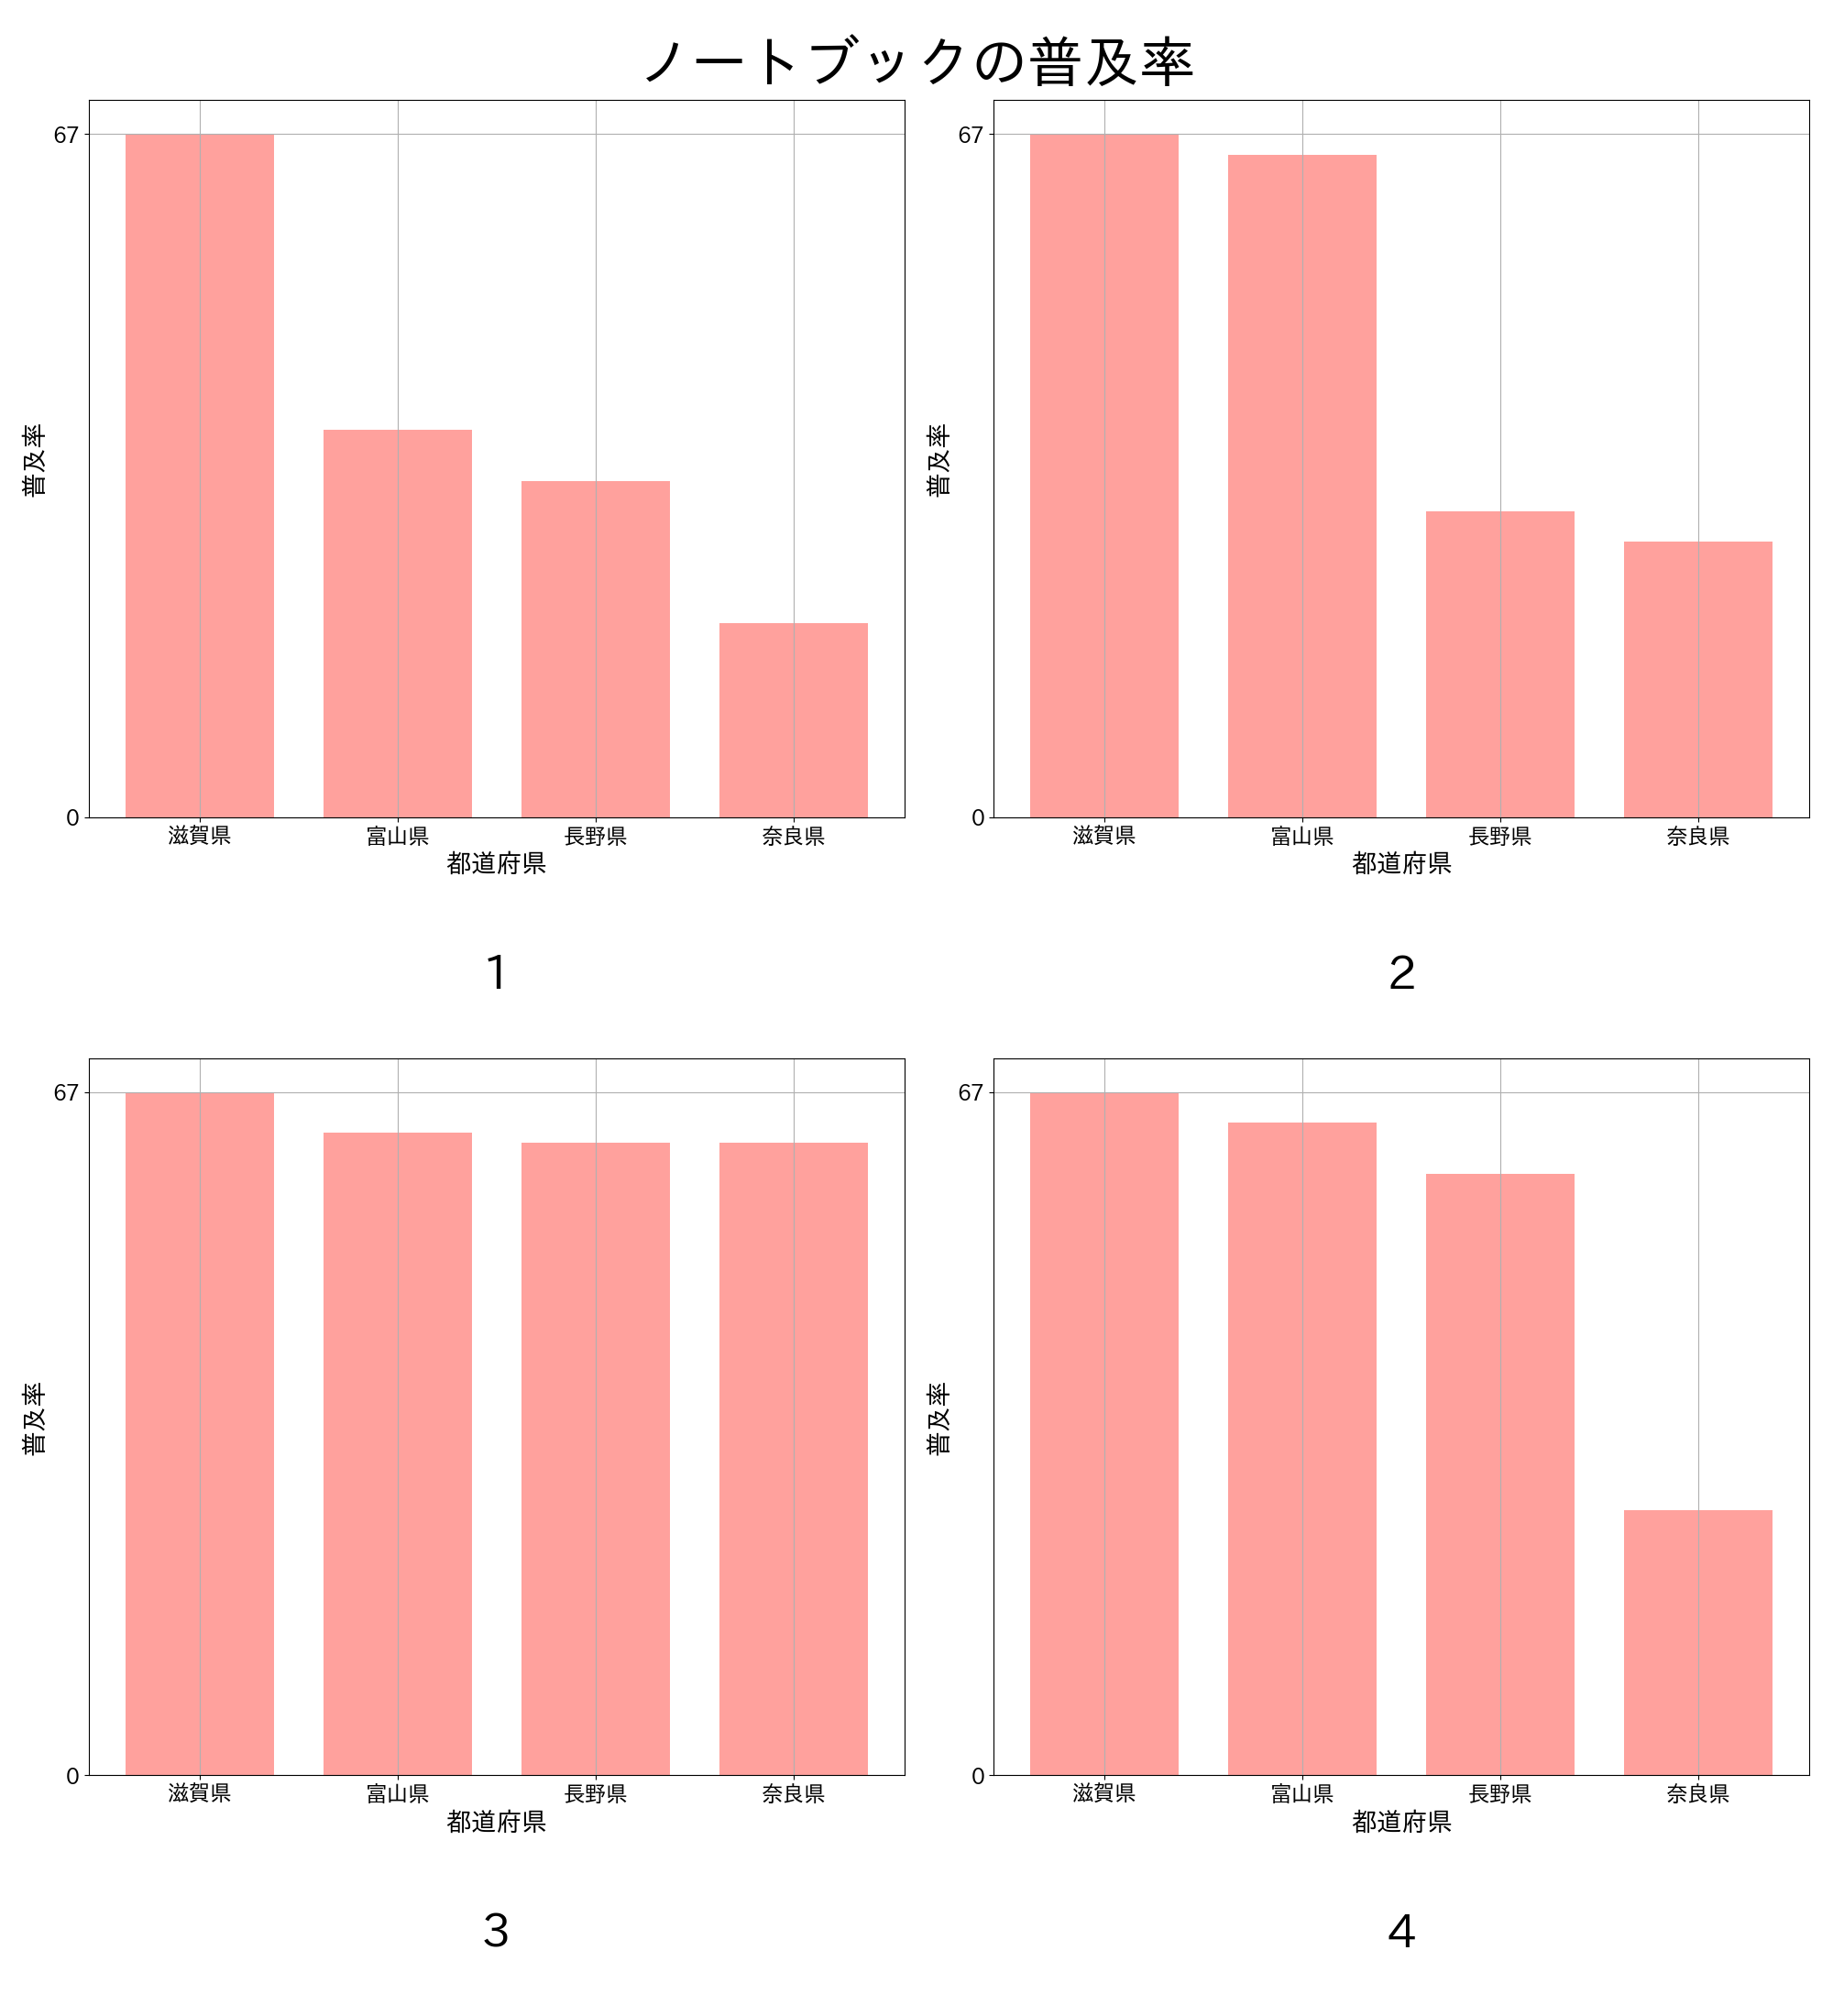 ノートブックの普及率
67
普及率
0
滋賀県 富山県 長野県 奈良県
都道府県
1
67
普及率
0
滋賀県 富山県 長野県 奈良県
都道府県
2
67
普及率
0
滋賀県 富山県 長野県 奈良県
都道府県
3
67
普及率
0
滋賀県 富山県 長野県 奈良県
都道府県
4